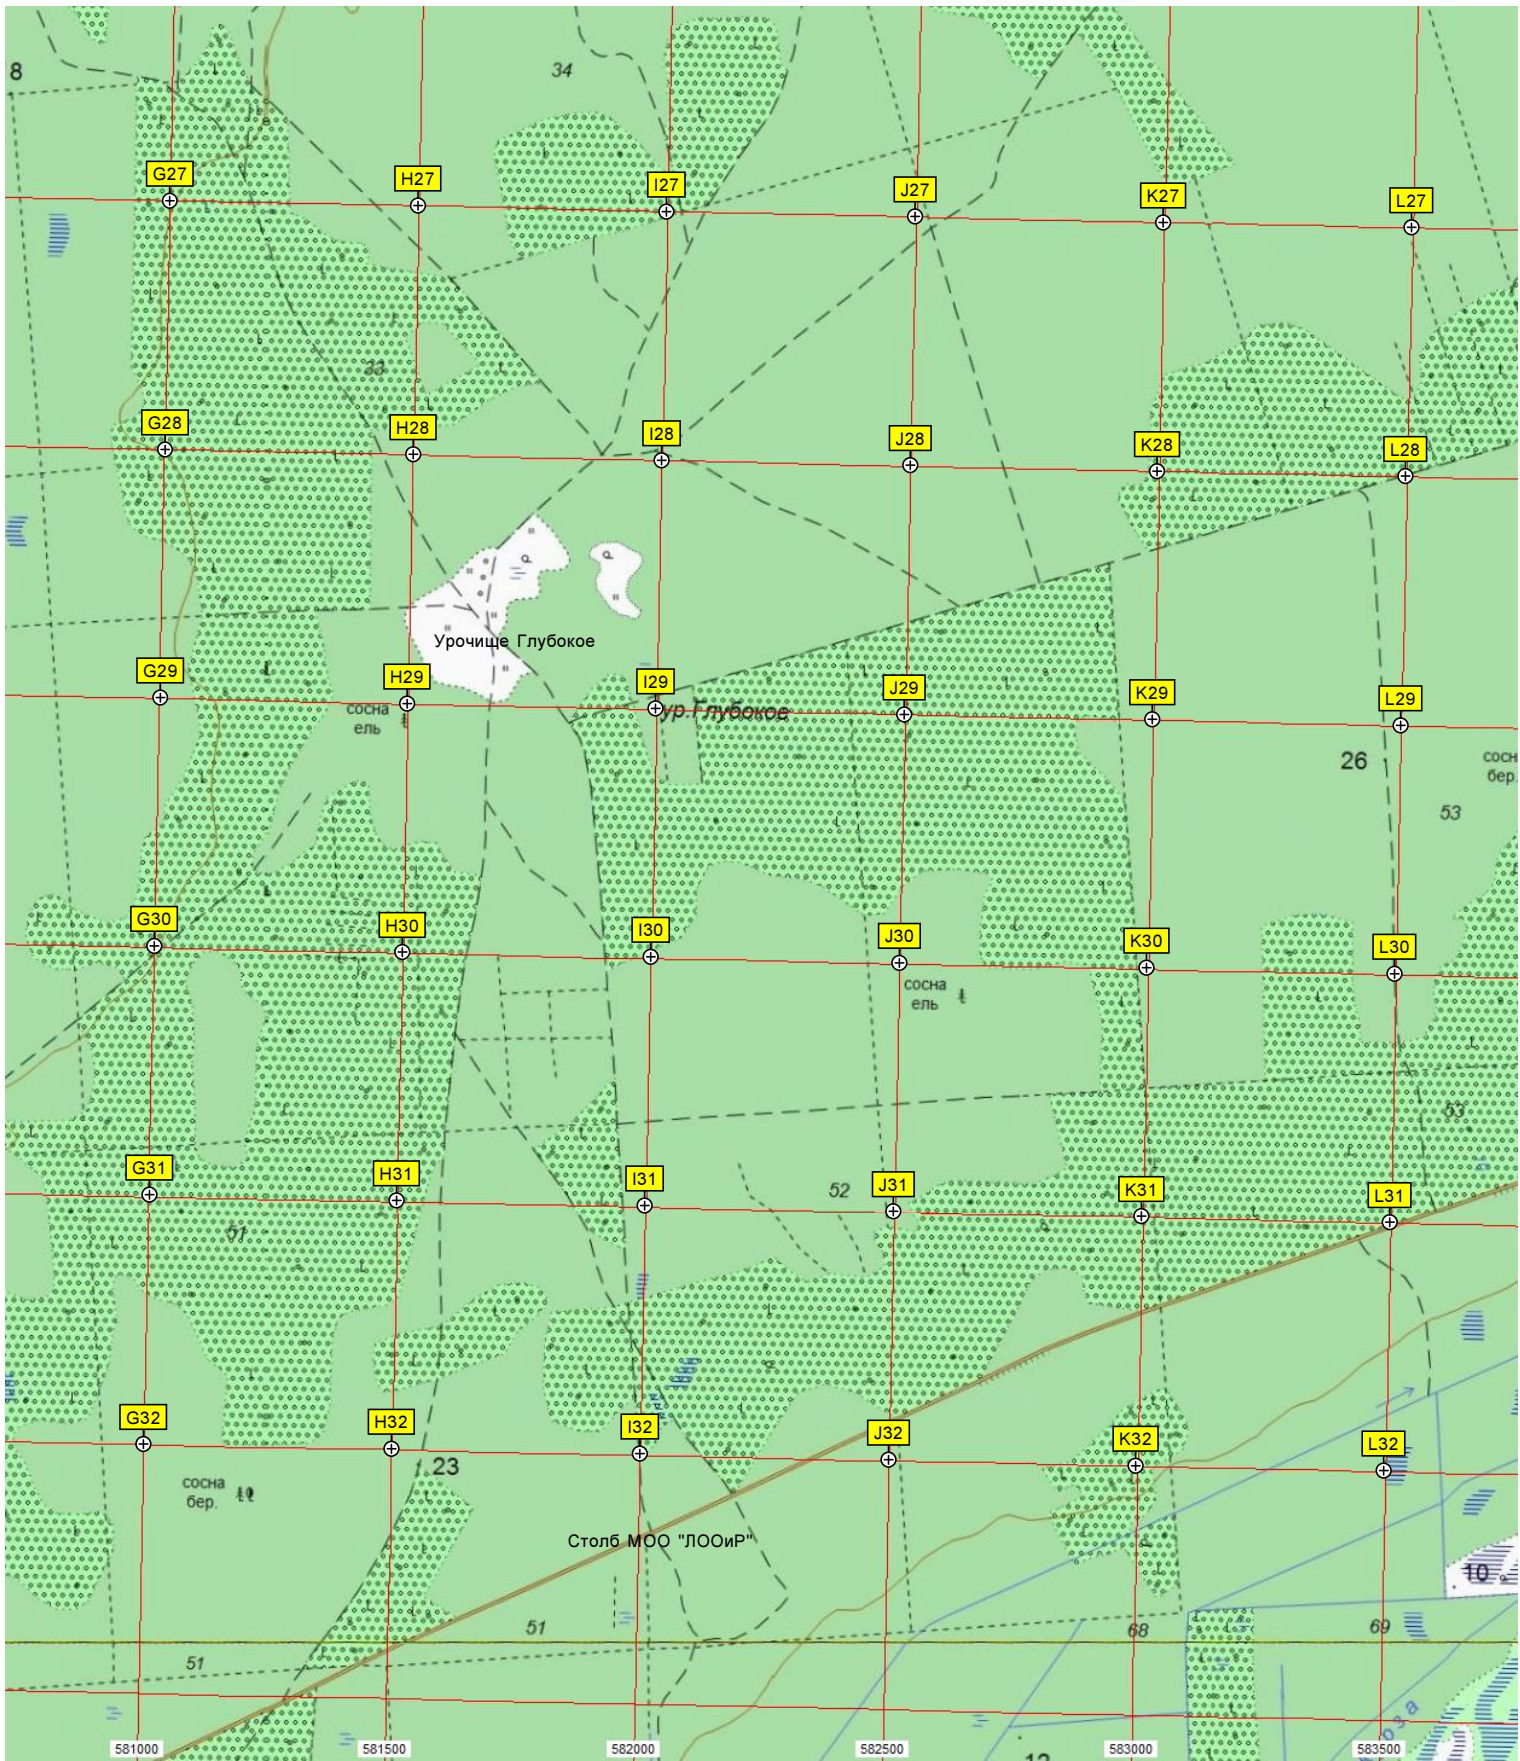 8
34
G27
H27
I27
J27
K27
L27
33
G28
H28
I28
J28
K28
L28
Урочище Глубокое
G29
H29
I29
J29
K29
L29
ур.Глубокое
сосна
ель
26
сосн
бер.
53
G30
H30
I30
J30
K30
L30
сосна
ель
53
G31
H31
I31
J31
K31
L31
52
51
G32
H32
I32
J32
K32
L32
23
сосна
бер.
Столб МОО "ЛООиР"
10
51
68
69
51
оза
12
581000
581500
582000
582500
583000
583500